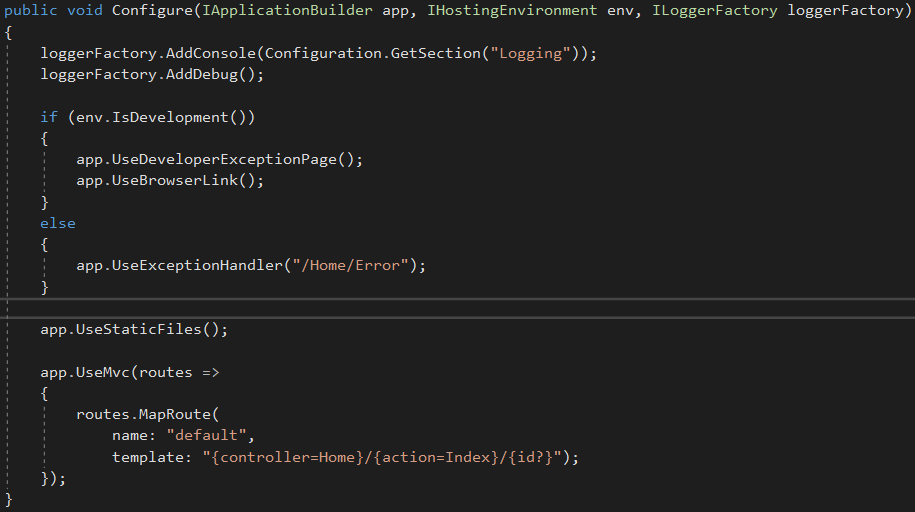 public void Configure(IApplicationBuilder app, IHostingEnvironment env, ILoggerFactory loggerFactory)
{
    loggerFactory.AddConsole(Configuration.GetSection("Logging"));
    loggerFactory.AddDebug();

    if (env.IsDevelopment())
    {
        app.UseDeveloperExceptionPage();
        app.UseBrowserLink();
    }
    else
    {
        app.UseExceptionHandler("/Home/Error");
    }

    app.UseStaticFiles();

    app.UseMvc(routes =>
    {
        routes.MapRoute(
            name: "default",
            template: "{controller=Home}/{action=Index}/{id?}");
    });
}